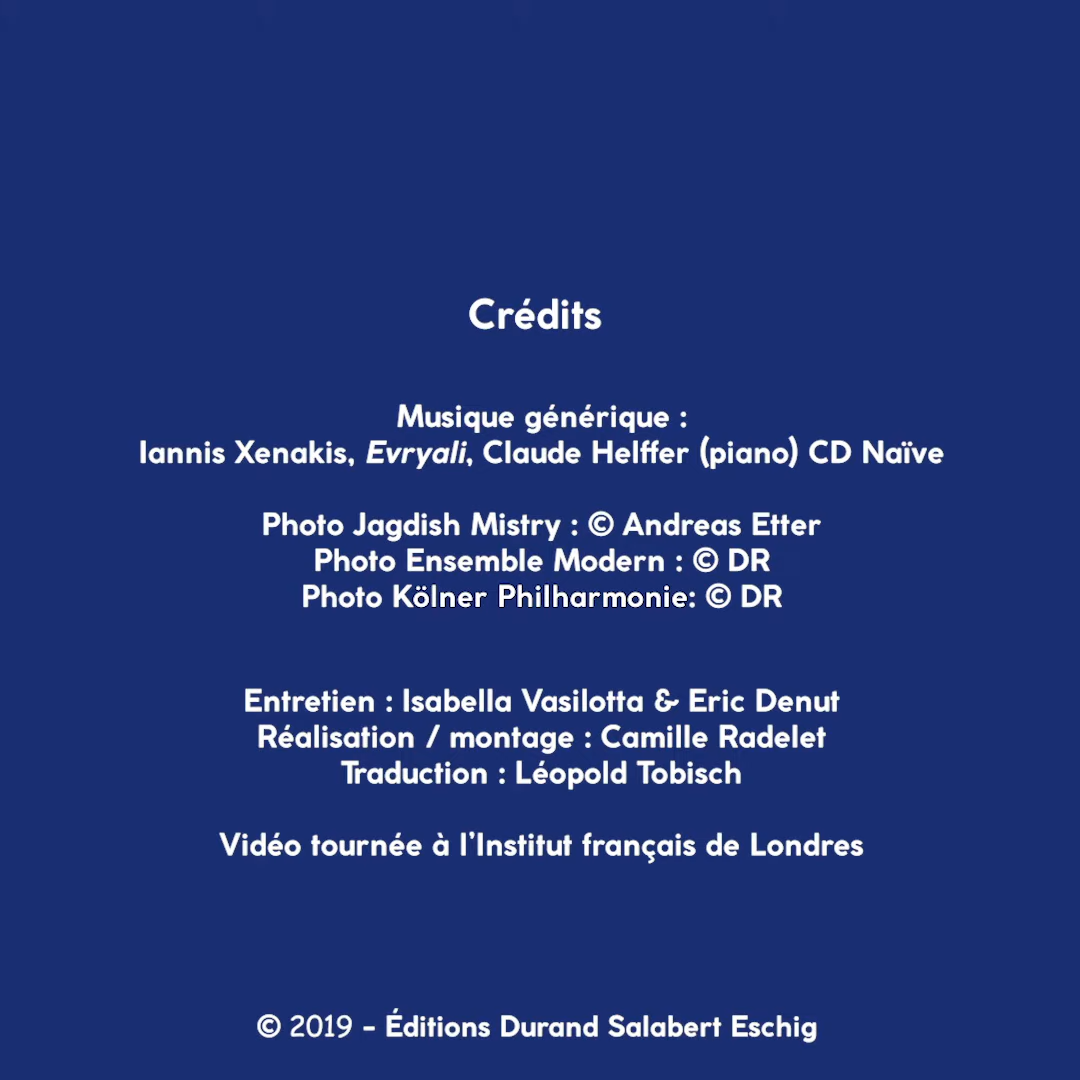 Crédits
Musique générique :
Iannis Xenakis, Evryali, Claude Helffer (piano) CD Naïve
Photo Jagdish Mistry : © Andreas Etter
Photo Ensemble Modern : © DR
Photo Kölner Philharmonie: © DR
Entretien : Isabella Vasilotta & Eric Denut
Réalisation / montage : Camille Radelet
Traduction : Léopold Tobisch
Vidéo tournée à l'Institut français de Londres
© 2019 - Éditions Durand Salabert Eschig